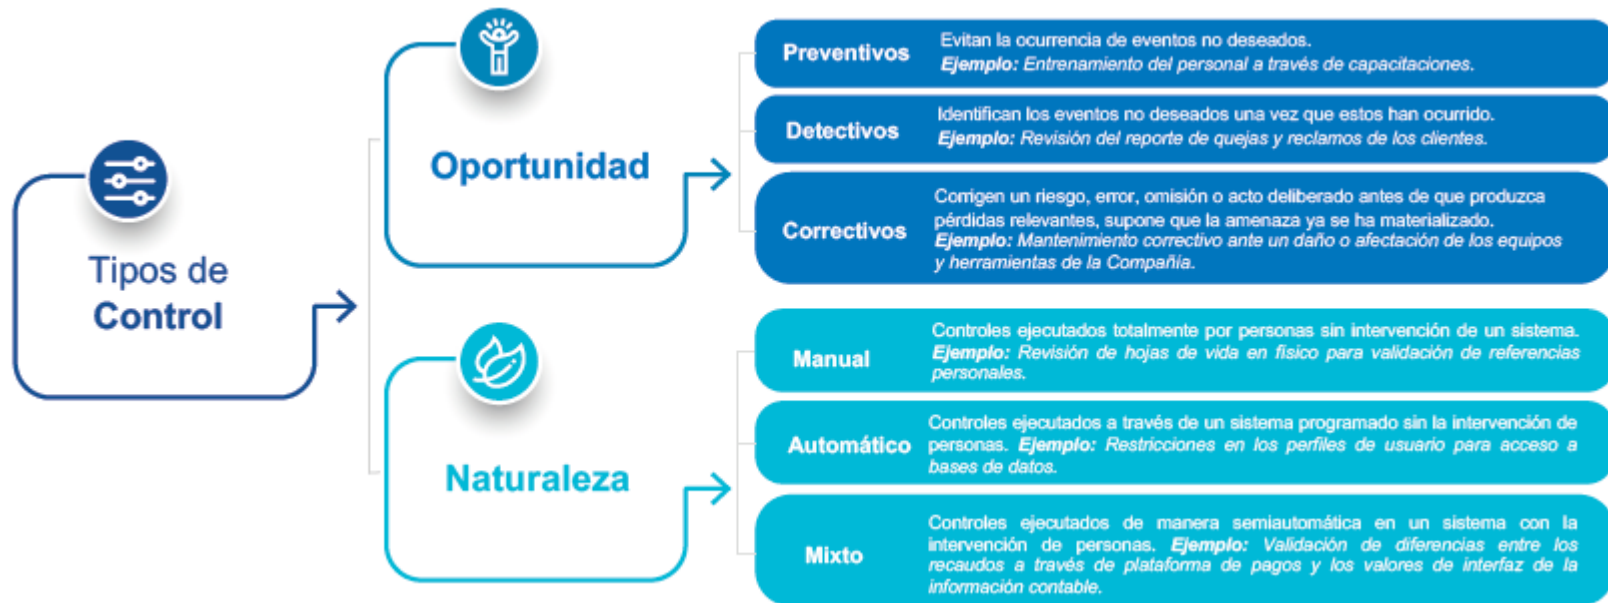 Tipos de
Control
Oportunidad
Preventivos
Evitan la ocurrencia de eventos no deseados.
Ejemplo: Entrenamiento del personal a través de capacitaciones.
Detectivos
Identifican los eventos no deseados una vez que estos han ocurrido.
Ejemplo: Revisión del reporte de quejas y reclamos de los clientes.
Correctivos
Corrigen un riesgo, error, omisión o acto deliberado antes de que produzca
pérdidas relevantes, supone que la amenaza ya se ha materializado.
Ejemplo: Mantenimiento correctivo ante un daño o afectación de los equipos
y herramientas de la Compañía.
Naturaleza
Manual
Controles ejecutados totalmente por personas sin intervención de un sistema.
Ejemplo: Revisión de hojas de vida en físico para validación de referencias
personales.
Automático
Controles ejecutados a través de un sistema programado sin la intervención de
personas. Ejemplo: Restricciones en los perfiles de usuario para acceso a
bases de datos.
Mixto
Controles ejecutados de manera semiautomática en un sistema con la
intervención de personas. Ejemplo: Validación de diferencias entre los
recaudos a través de plataforma de pagos y los valores de interfaz de la
información contable.